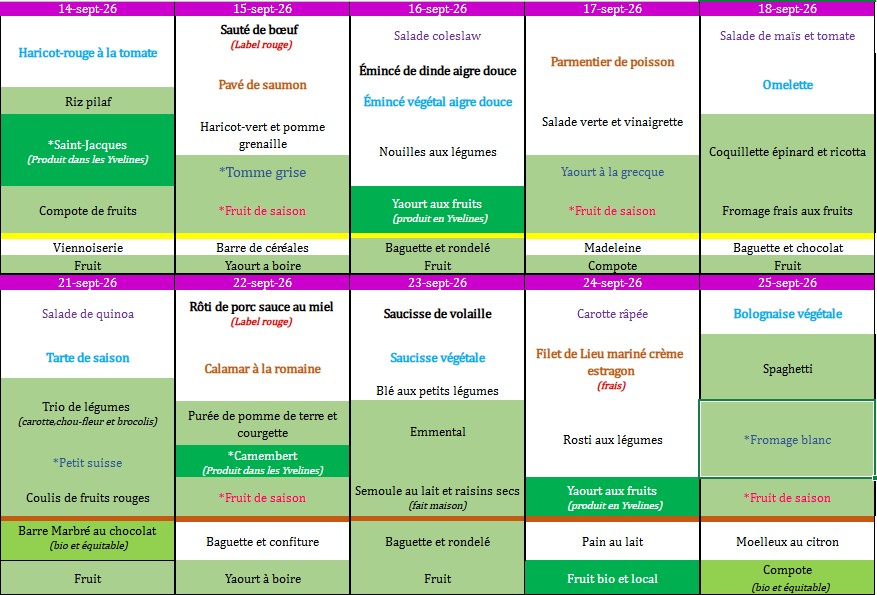 14-sept-26
Haricot-rouge à la tomate
Riz pilaf
*Saint-Jacques
(Produit dans les Yvelines)
Compote de fruits
Viennoiserie
Fruit
15-sept-26
Sauté de bœuf
(Label rouge)
Pavé de saumon
Haricot-vert et pomme
grenaille
*Tomme grise
*Fruit de saison
Barre de céréales
Yaourt a boire
16-sept-26
Salade coleslaw
Émincé de dinde aigre douce
Émincé végétal aigre douce
Nouilles aux légumes
Yaourt aux fruits
(produit en Yvelines)
Baguette et rondelé
Fruit
17-sept-26
Parmentier de poisson
Salade verte et vinaigrette
Yaourt à la grecque
*Fruit de saison
Madeleine
Compote
18-sept-26
Salade de maïs et tomate
Omelette
Coquillette épinard et ricotta
Fromage frais aux fruits
Baguette et chocolat
Fruit
21-sept-26
Salade de quinoa
Tarte de saison
Trio de légumes
(carotte,chou-fleur et brocolis)
*Petit suisse
Coulis de fruits rouges
Barre Marbré au chocolat
(bio et équitable)
Fruit
22-sept-26
Rôti de porc sauce au miel
(Label rouge)
Calamar à la romaine
Purée de pomme de terre et
courgette
*Camembert
(Produit dans les Yvelines)
*Fruit de saison
Baguette et confiture
Yaourt à boire
23-sept-26
Saucisse de volaille
Saucisse végétale
Blé aux petits légumes
Emmental
Semoule au lait et raisins secs
(fait maison)
Baguette et rondelé
Fruit
24-sept-26
Carotte râpée
Filet de Lieu mariné crème
estragon
(frais)
Rosti aux légumes
Yaourt aux fruits
(produit en Yvelines)
Pain au lait
Fruit bio et local
25-sept-26
Bolognaise végétale
Spaghetti
*Fromage blanc
*Fruit de saison
Moelleux au citron
Compote
(bio et équitable)